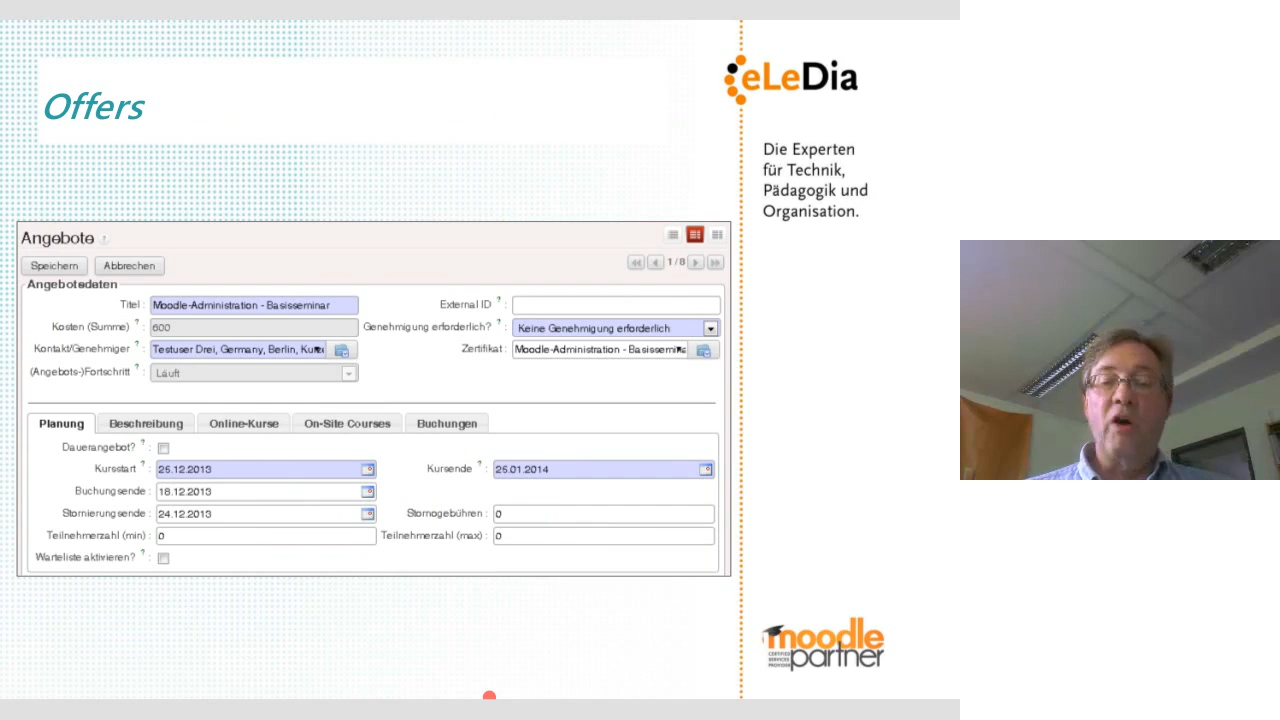 Offers
eLeDia
Die Experten
für Technik,
Pädagogik und
Organisation.
Angebote ?
Speichern Abbrechen 1 / 8
Angebotsdaten
Titel : Moodle-Administration - Basisseminar External ID ? :
Kosten (Summe) ? : 600 Genehmigung erforderlich? ? : Keine Genehmigung erforderlich
Kontakt/Genehmiger ? : Testuser Drei, Germany, Berlin, Zertifikat : Moodle-Administration -
(Angebots-)Fortschritt ? : Läuft
Planung Beschreibung Online-Kurse On-Site Courses Buchungen
Dauerangebot? ? :
Kursstart ? : 26.12.2013 Kursende ? : 25.01.2014
Buchungsende : 18.12.2013
Stornierungsende : 24.12.2013 Stornogebühren : 0
Teilnehmerzahl (min) : 0 Teilnehmerzahl (max) : 0
Warteliste aktivieren? ? :
moodle
CERTIFIED
SERVICES
PROVIDER
partner